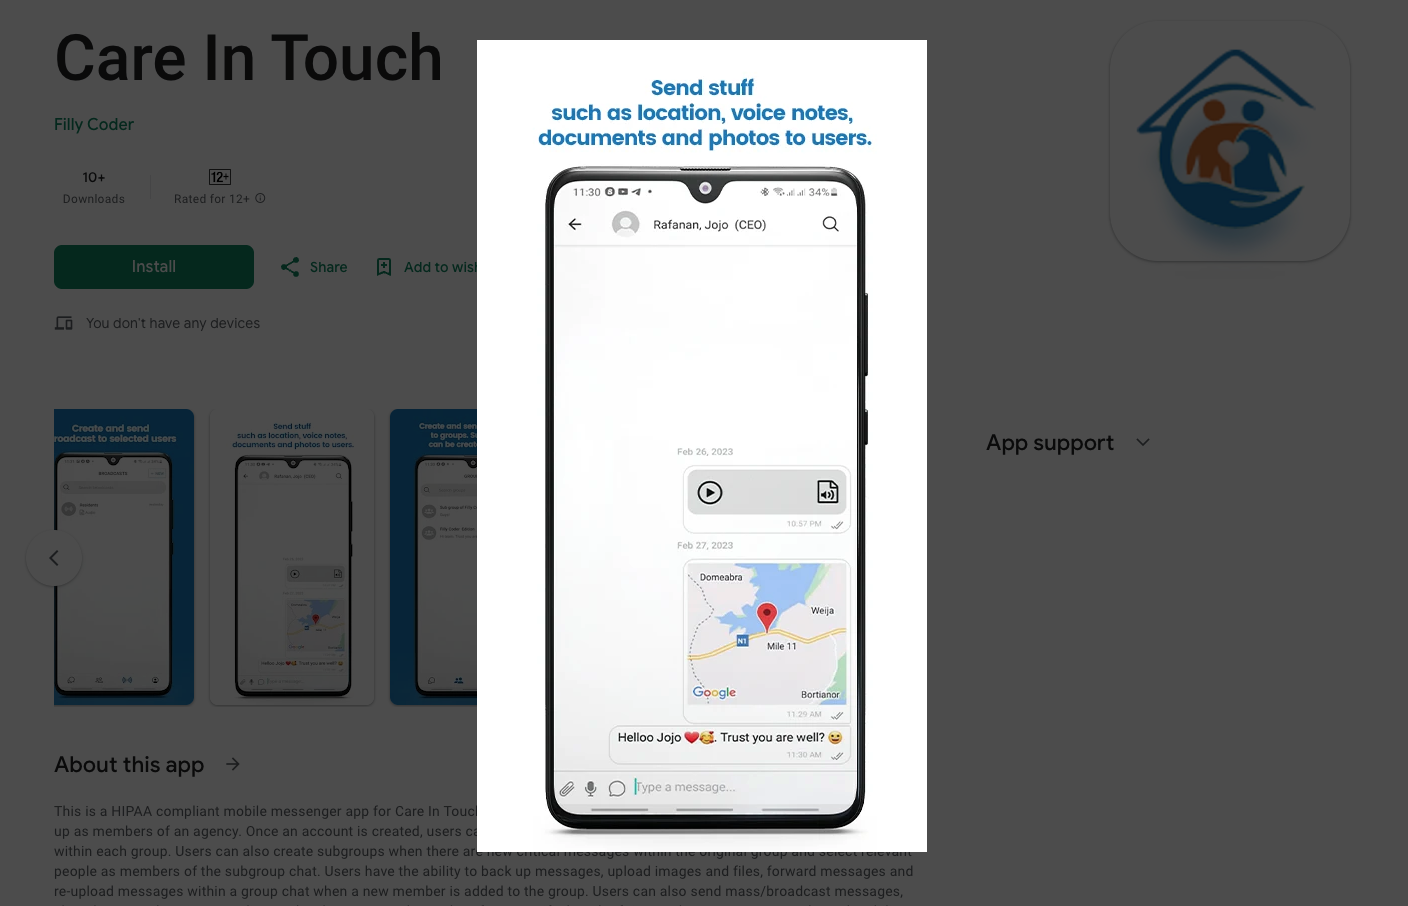 Care In Touch
Filly Coder
10+
Downloads
12+
Rated for 12+
Install
Share
Add to wish
You don't have any devices
Create and send
roadcast to selected users
Send stuff
such as location, voice notes,
documents and photos to users.
Create and sen
to groups. S
can be creat
App support
Send stuff
such as location, voice notes,
documents and photos to users.
11:30
34%
Rafanan, Jojo (CEO)
Feb 26, 2023
10.57 PM
Feb 27, 2023
Domeabra
Weija
N1
Mile 11
Google
Bortianor
11.29 AM
Helloo Jojo ❤️🥰. Trust you are well? 😅
11:30 AM
Type a message...
About this app
This is a HIPAA compliant mobile messenger app for Care In Touch
up as members of an agency. Once an account is created, users ca
within each group. Users can also create subgroups when there are new critical messages within the original group and select relevant
people as members of the subgroup chat. Users have the ability to back up messages, upload images and files, forward messages and
re-upload messages within a group chat when a new member is added to the group. Users can also send mass/broadcast messages,